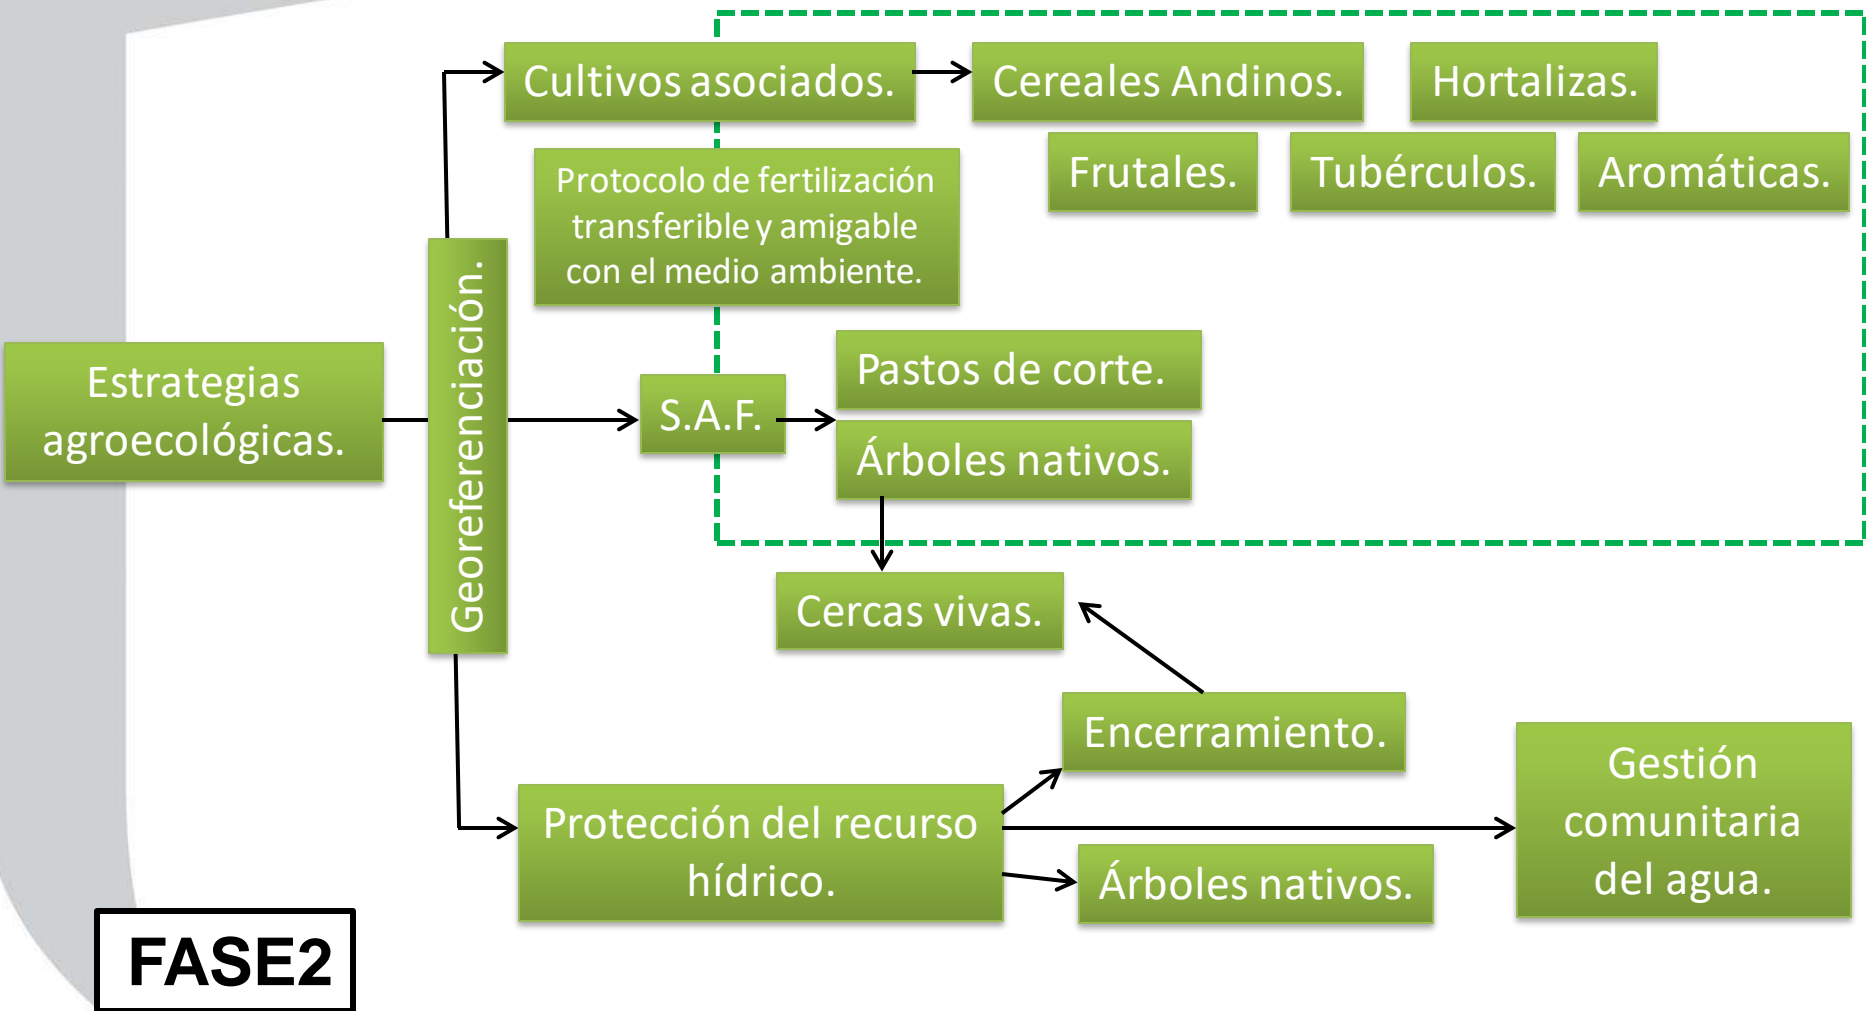 Cultivos asociados.
Cereales Andinos.
Hortalizas.
Frutales.
Tubérculos.
Aromáticas.
Protocolo de fertilización
transferible y amigable
con el medio ambiente.
Georeferenciación.
Estrategias
agroecológicas.
S.A.F.
Pastos de corte.
Árboles nativos.
Cercas vivas.
Encerramiento.
Protección del recurso
hídrico.
Árboles nativos.
Gestión
comunitaria
del agua.
FASE2